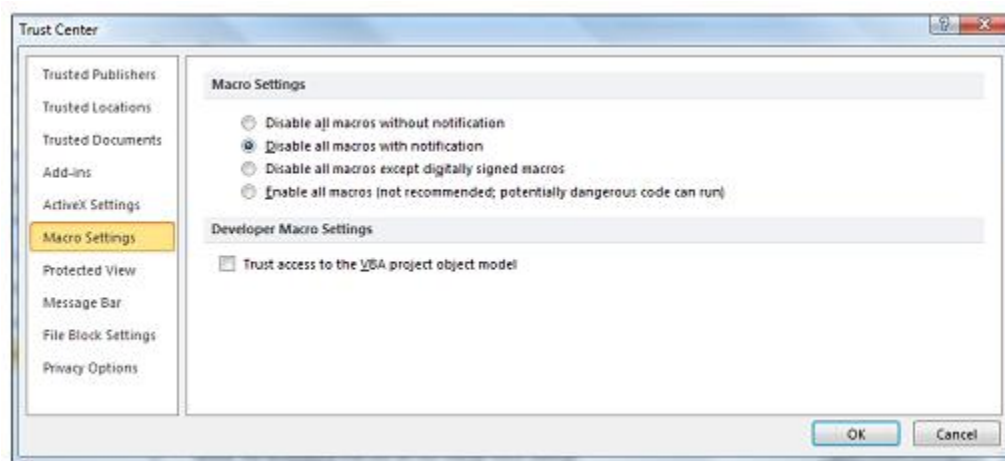 Trust Center
Trusted Publishers
Trusted Locations
Trusted Documents
Add-ins
ActiveX Settings
Macro Settings
Protected View
Message Bar
File Block Settings
Privacy Options
Macro Settings
Disable all macros without notification
Disable all macros with notification
Disable all macros except digitally signed macros
Enable all macros (not recommended; potentially dangerous code can run)
Developer Macro Settings
Trust access to the VBA project object model
OK
Cancel